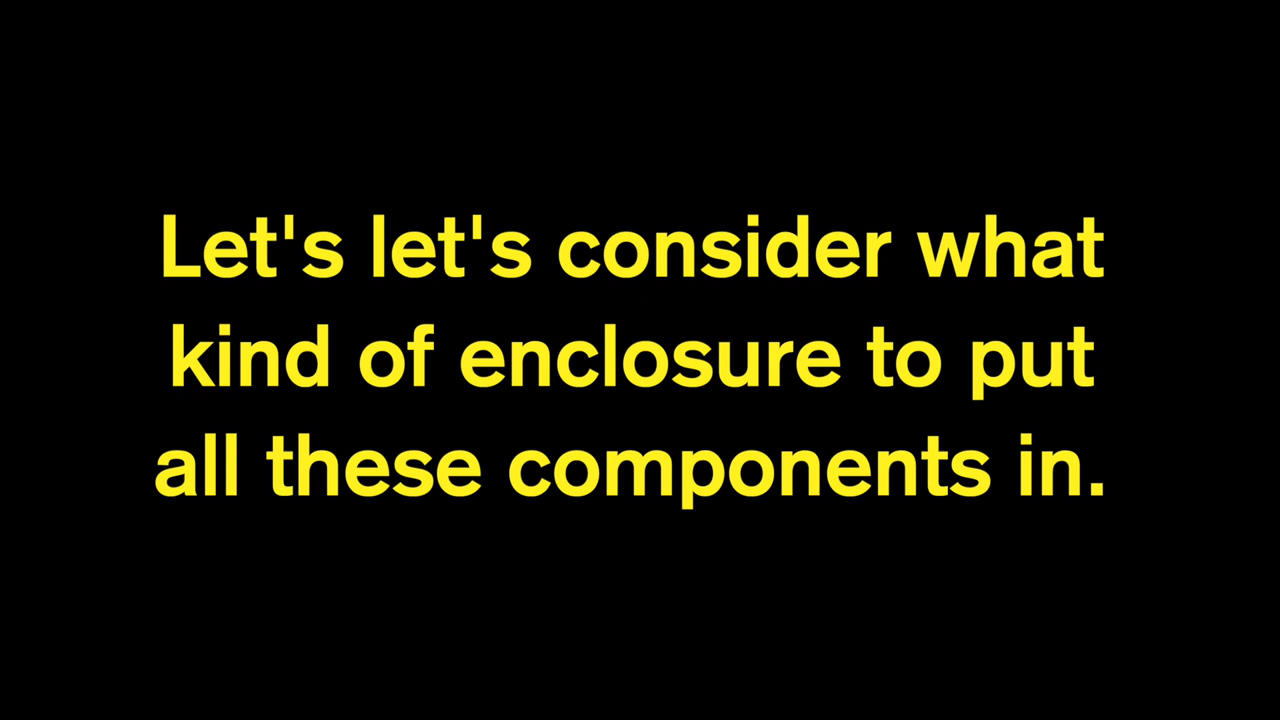 Let's let's consider what
kind of enclosure to put
all these components in.